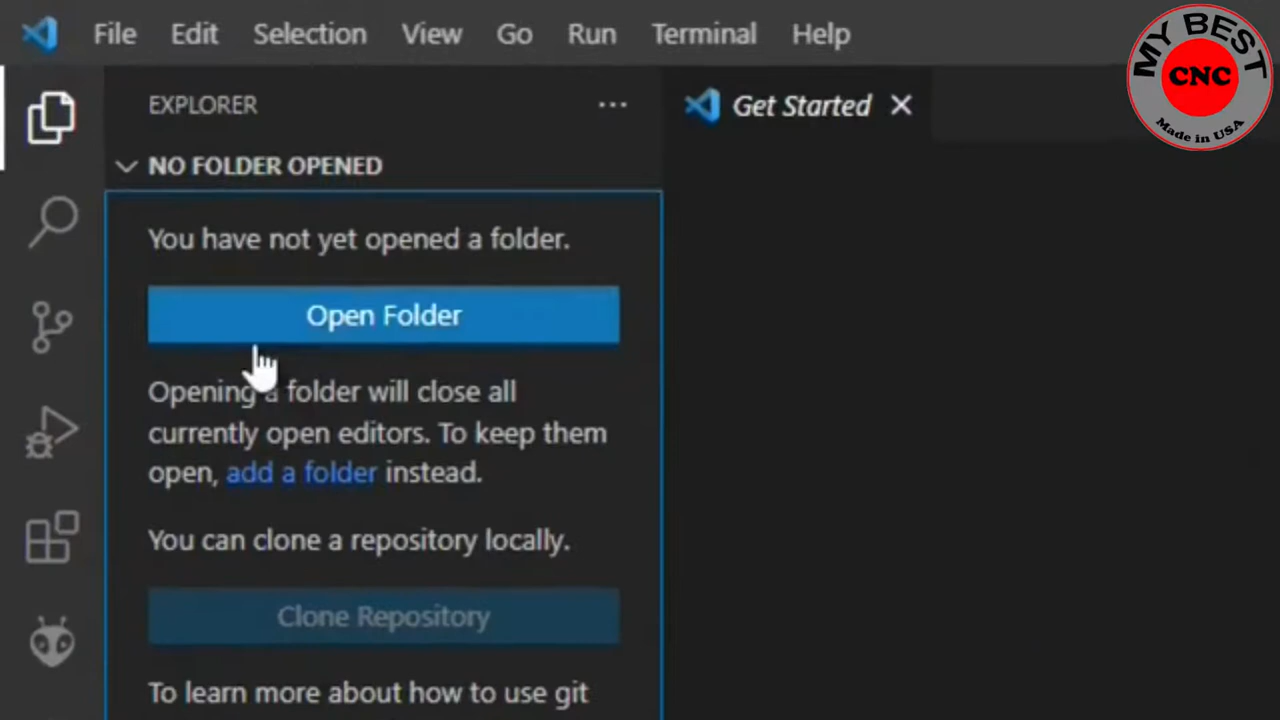 File Edit Selection View Go Run Terminal Help
MY BEST
CNC
Made in USA
EXPLORER ...
Get Started
NO FOLDER OPENED
You have not yet opened a folder.
Open Folder
Opening a folder will close all
currently open editors. To keep them
open, add a folder instead.
You can clone a repository locally.
Clone Repository
To learn more about how to use git